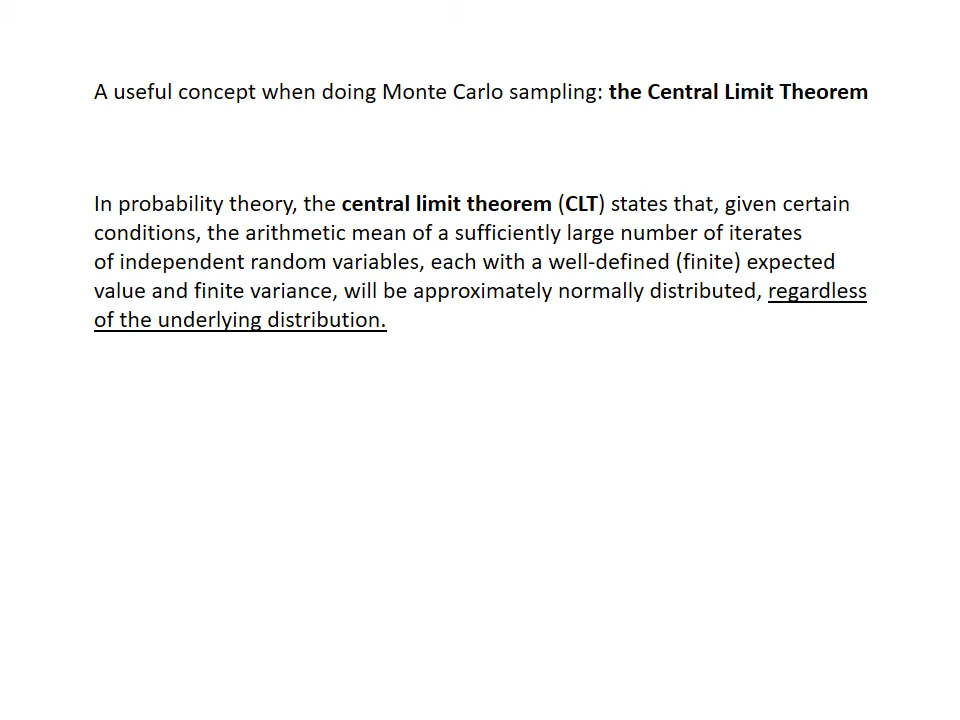 A useful concept when doing Monte Carlo sampling: the Central Limit Theorem
In probability theory, the central limit theorem (CLT) states that, given certain
conditions, the arithmetic mean of a sufficiently large number of iterates
of independent random variables, each with a well-defined (finite) expected
value and finite variance, will be approximately normally distributed, regardless
of the underlying distribution.